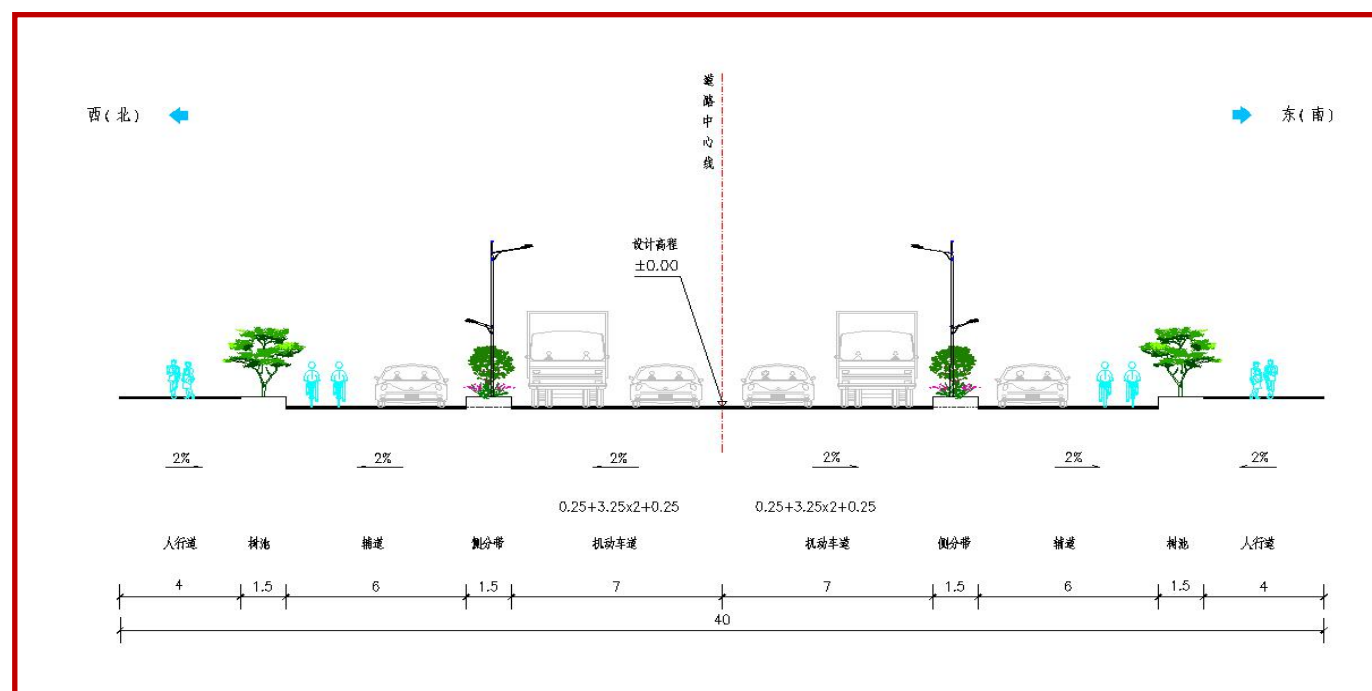 道路中心线
西(北)
东(南)
设计高程
±0.00
2% 2% 2% 2% 2% 2%
0.25+3.25x2+0.25 0.25+3.25x2+0.25
人行道 树池 辅道 侧分带 机动车道 机动车道 侧分带 辅道 树池 人行道
4 1.5 6 1.5 7 7 1.5 6 1.5 4
40